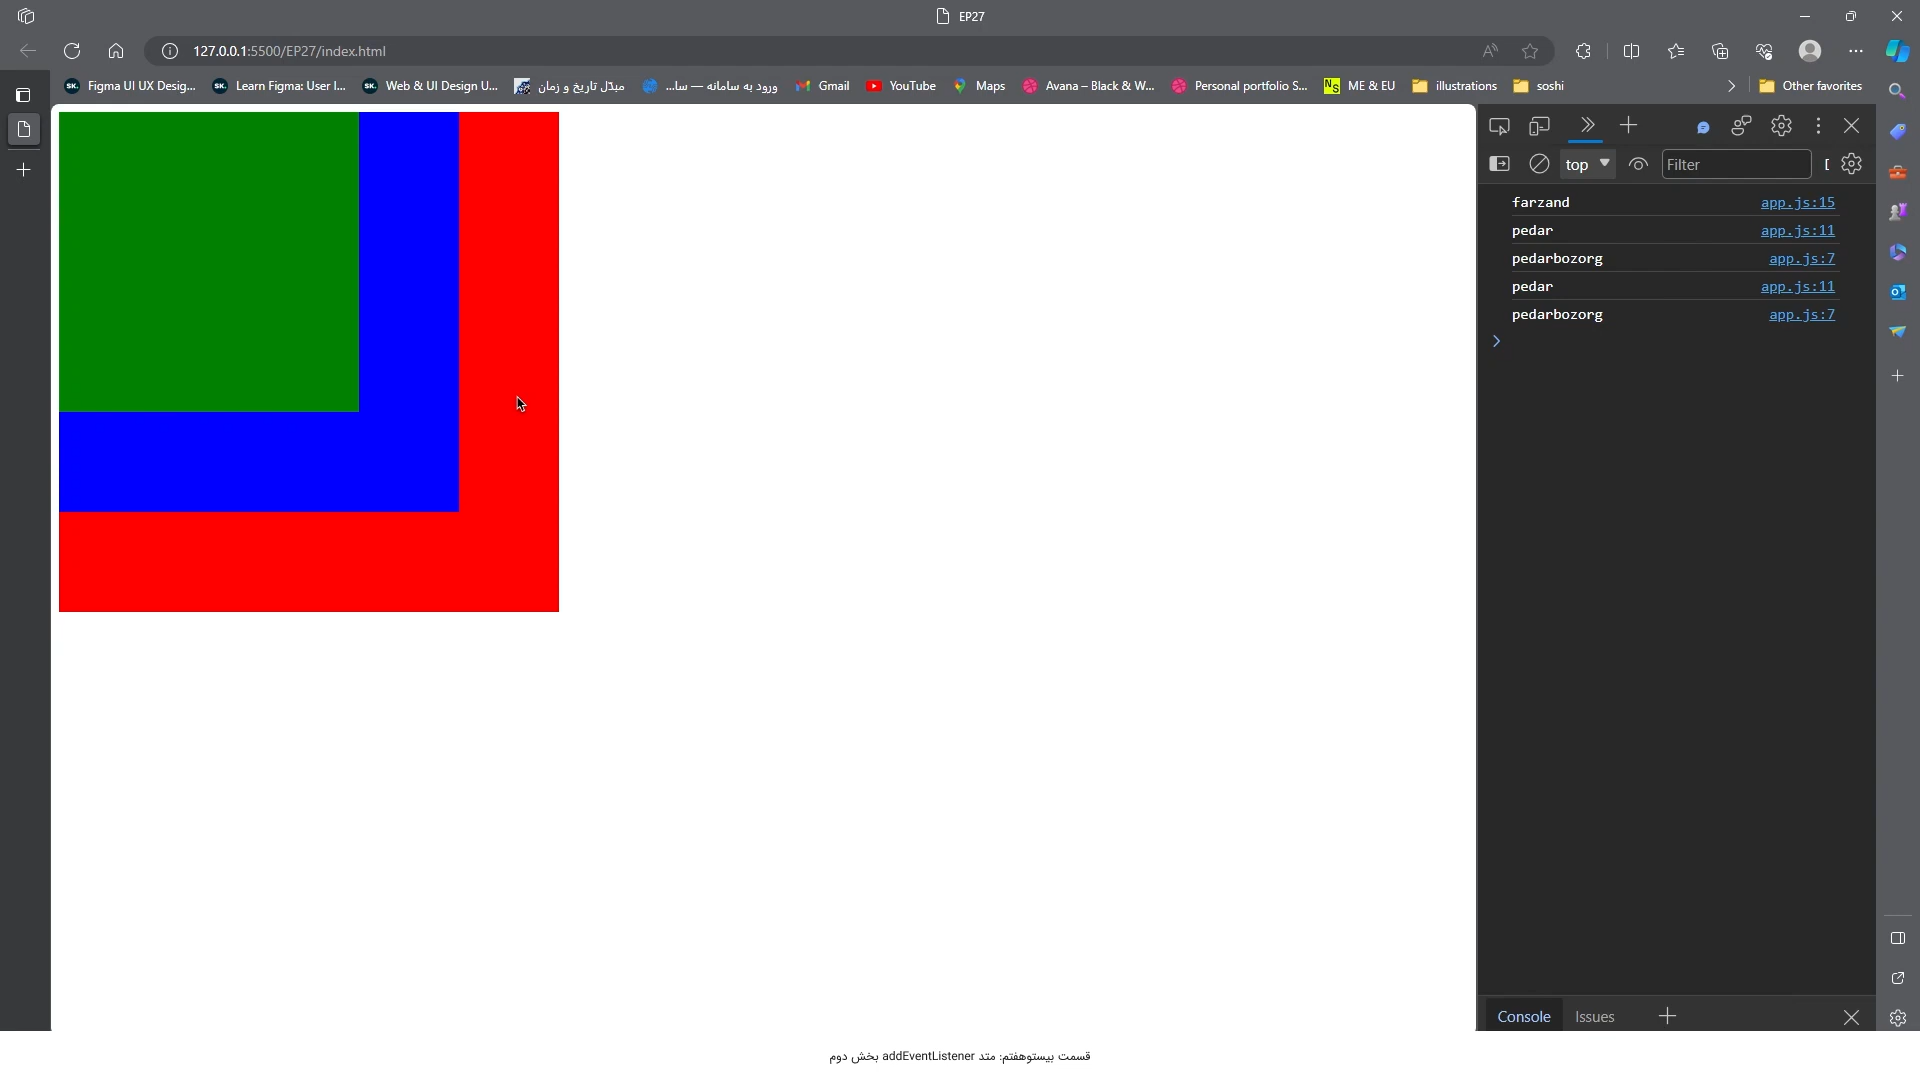 EP27
127.0.0.1:5500/EP27/index.html
Figma UI UX Desig...
Learn Figma: User I...
Web & UI Design U...
مبدّل تاریخ و زمان
ورود به سامانه — سا...
Gmail
YouTube
Maps
Avana – Black & W...
Personal portfolio S...
ME & EU
illustrations
soshi
Other favorites
top
Filter
farzand app.js:15
pedar app.js:11
pedarbozorg app.js:7
pedar app.js:11
pedarbozorg app.js:7
Console
Issues
قسمت بیست‌وهفتم: متد addEventListener بخش دوم